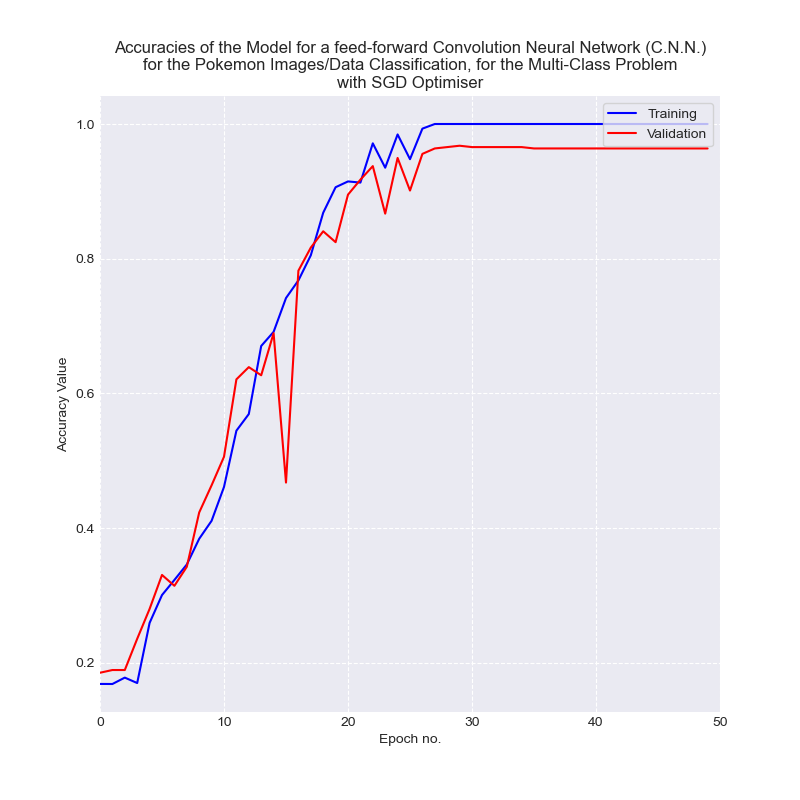 Accuracies of the Model for a feed-forward Convolution Neural Network (C.N.N.)
for the Pokemon Images/Data Classification, for the Multi-Class Problem
with SGD Optimiser
Training
Validation
1.0
0.8
0.6
0.4
0.2
Accuracy Value
0 10 20 30 40 50
Epoch no.